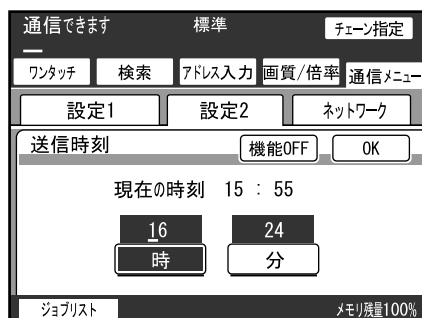 通信できます 標準 チェーン指定
ワンタッチ 検索 アドレス入力 画質/倍率 通信メニュー
設定1 設定2 ネットワーク
送信時刻 機能OFF OK
現在の時刻 15 : 55
16 24
時 分
ジョブリスト メモリ残量100%